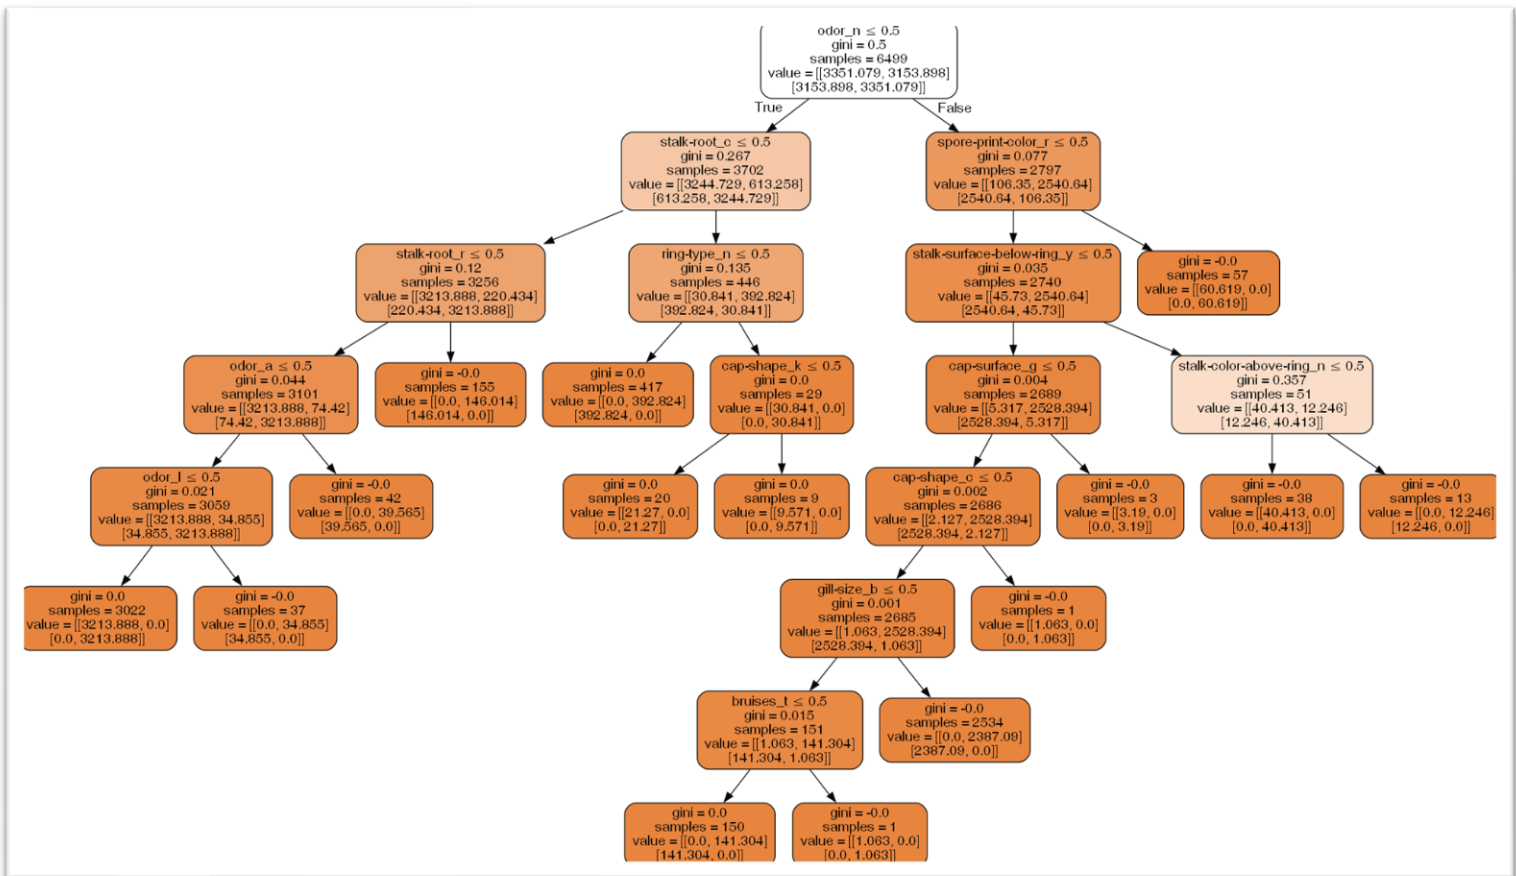 odor_n ≤ 0.5
gini = 0.5
samples = 6499
value = [[3351.079, 3153.898]
[3153.898, 3351.079]]
True
False
stalk-root_c ≤ 0.5
gini = 0.267
samples = 3702
value = [[3244.729, 613.258]
[613.258, 3244.729]]
spore-print-color_r ≤ 0.5
gini = 0.077
samples = 2797
value = [[106.35, 2540.64]
[2540.64, 106.35]]
stalk-root_r ≤ 0.5
gini = 0.12
samples = 3256
value = [[3213.888, 220.434]
[220.434, 3213.888]]
ring-type_n ≤ 0.5
gini = 0.135
samples = 446
value = [[30.841, 392.824]
[392.824, 30.841]]
stalk-surface-below-ring_y ≤ 0.5
gini = 0.035
samples = 2740
value = [[45.73, 2540.64]
[2540.64, 45.73]]
gini = -0.0
samples = 57
value = [[60.619, 0.0]
[0.0, 60.619]]
odor_a ≤ 0.5
gini = 0.044
samples = 3101
value = [[3213.888, 74.42]
[74.42, 3213.888]]
gini = -0.0
samples = 155
value = [[0.0, 146.014]
[146.014, 0.0]]
gini = 0.0
samples = 417
value = [[0.0, 392.824]
[392.824, 0.0]]
cap-shape_k ≤ 0.5
gini = 0.0
samples = 29
value = [[30.841, 0.0]
[0.0, 30.841]]
cap-surface_g ≤ 0.5
gini = 0.004
samples = 2689
value = [[5.317, 2528.394]
[2528.394, 5.317]]
stalk-color-above-ring_n ≤ 0.5
gini = 0.357
samples = 51
value = [[40.413, 12.246]
[12.246, 40.413]]
odor_l ≤ 0.5
gini = 0.021
samples = 3059
value = [[3213.888, 34.855]
[34.855, 3213.888]]
gini = -0.0
samples = 42
value = [[0.0, 39.565]
[39.565, 0.0]]
gini = 0.0
samples = 20
value = [[21.27, 0.0]
[0.0, 21.27]]
gini = 0.0
samples = 9
value = [[9.571, 0.0]
[0.0, 9.571]]
cap-shape_c ≤ 0.5
gini = 0.002
samples = 2686
value = [[2.127, 2528.394]
[2528.394, 2.127]]
gini = -0.0
samples = 3
value = [[3.19, 0.0]
[0.0, 3.19]]
gini = -0.0
samples = 38
value = [[40.413, 0.0]
[0.0, 40.413]]
gini = -0.0
samples = 13
value = [[0.0, 12.246]
[12.246, 0.0]]
gini = 0.0
samples = 3022
value = [[3213.888, 0.0]
[0.0, 3213.888]]
gini = -0.0
samples = 37
value = [[0.0, 34.855]
[34.855, 0.0]]
gill-size_b ≤ 0.5
gini = 0.001
samples = 2685
value = [[1.063, 2528.394]
[2528.394, 1.063]]
gini = -0.0
samples = 1
value = [[1.063, 0.0]
[0.0, 1.063]]
bruises_t ≤ 0.5
gini = 0.015
samples = 151
value = [[1.063, 141.304]
[141.304, 1.063]]
gini = -0.0
samples = 2534
value = [[0.0, 2387.09]
[2387.09, 0.0]]
gini = 0.0
samples = 150
value = [[0.0, 141.304]
[141.304, 0.0]]
gini = -0.0
samples = 1
value = [[1.063, 0.0]
[0.0, 1.063]]